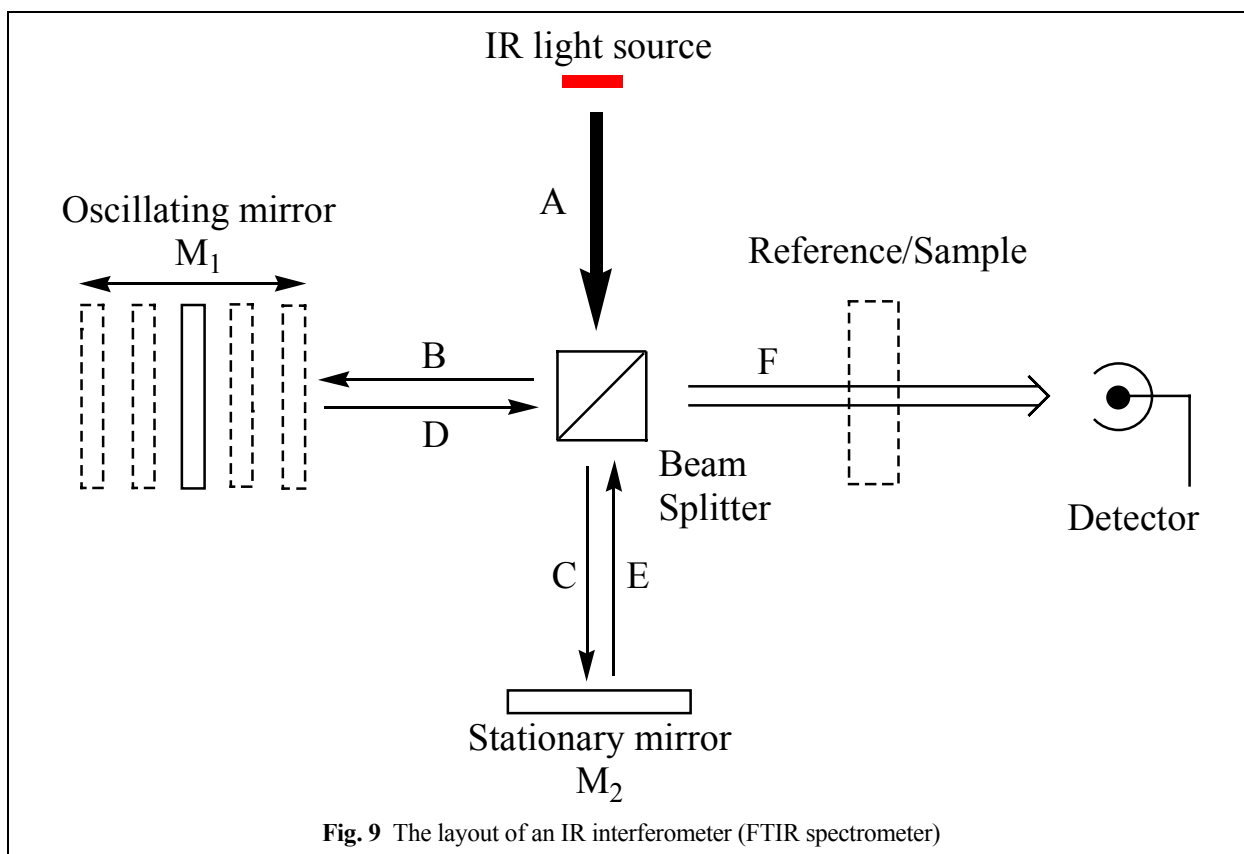 IR light source
A
Oscillating mirror
M₁
Reference/Sample
B
F
D
Beam
Splitter
C
E
Detector
Stationary mirror
M₂
Fig. 9 The layout of an IR interferometer (FTIR spectrometer)